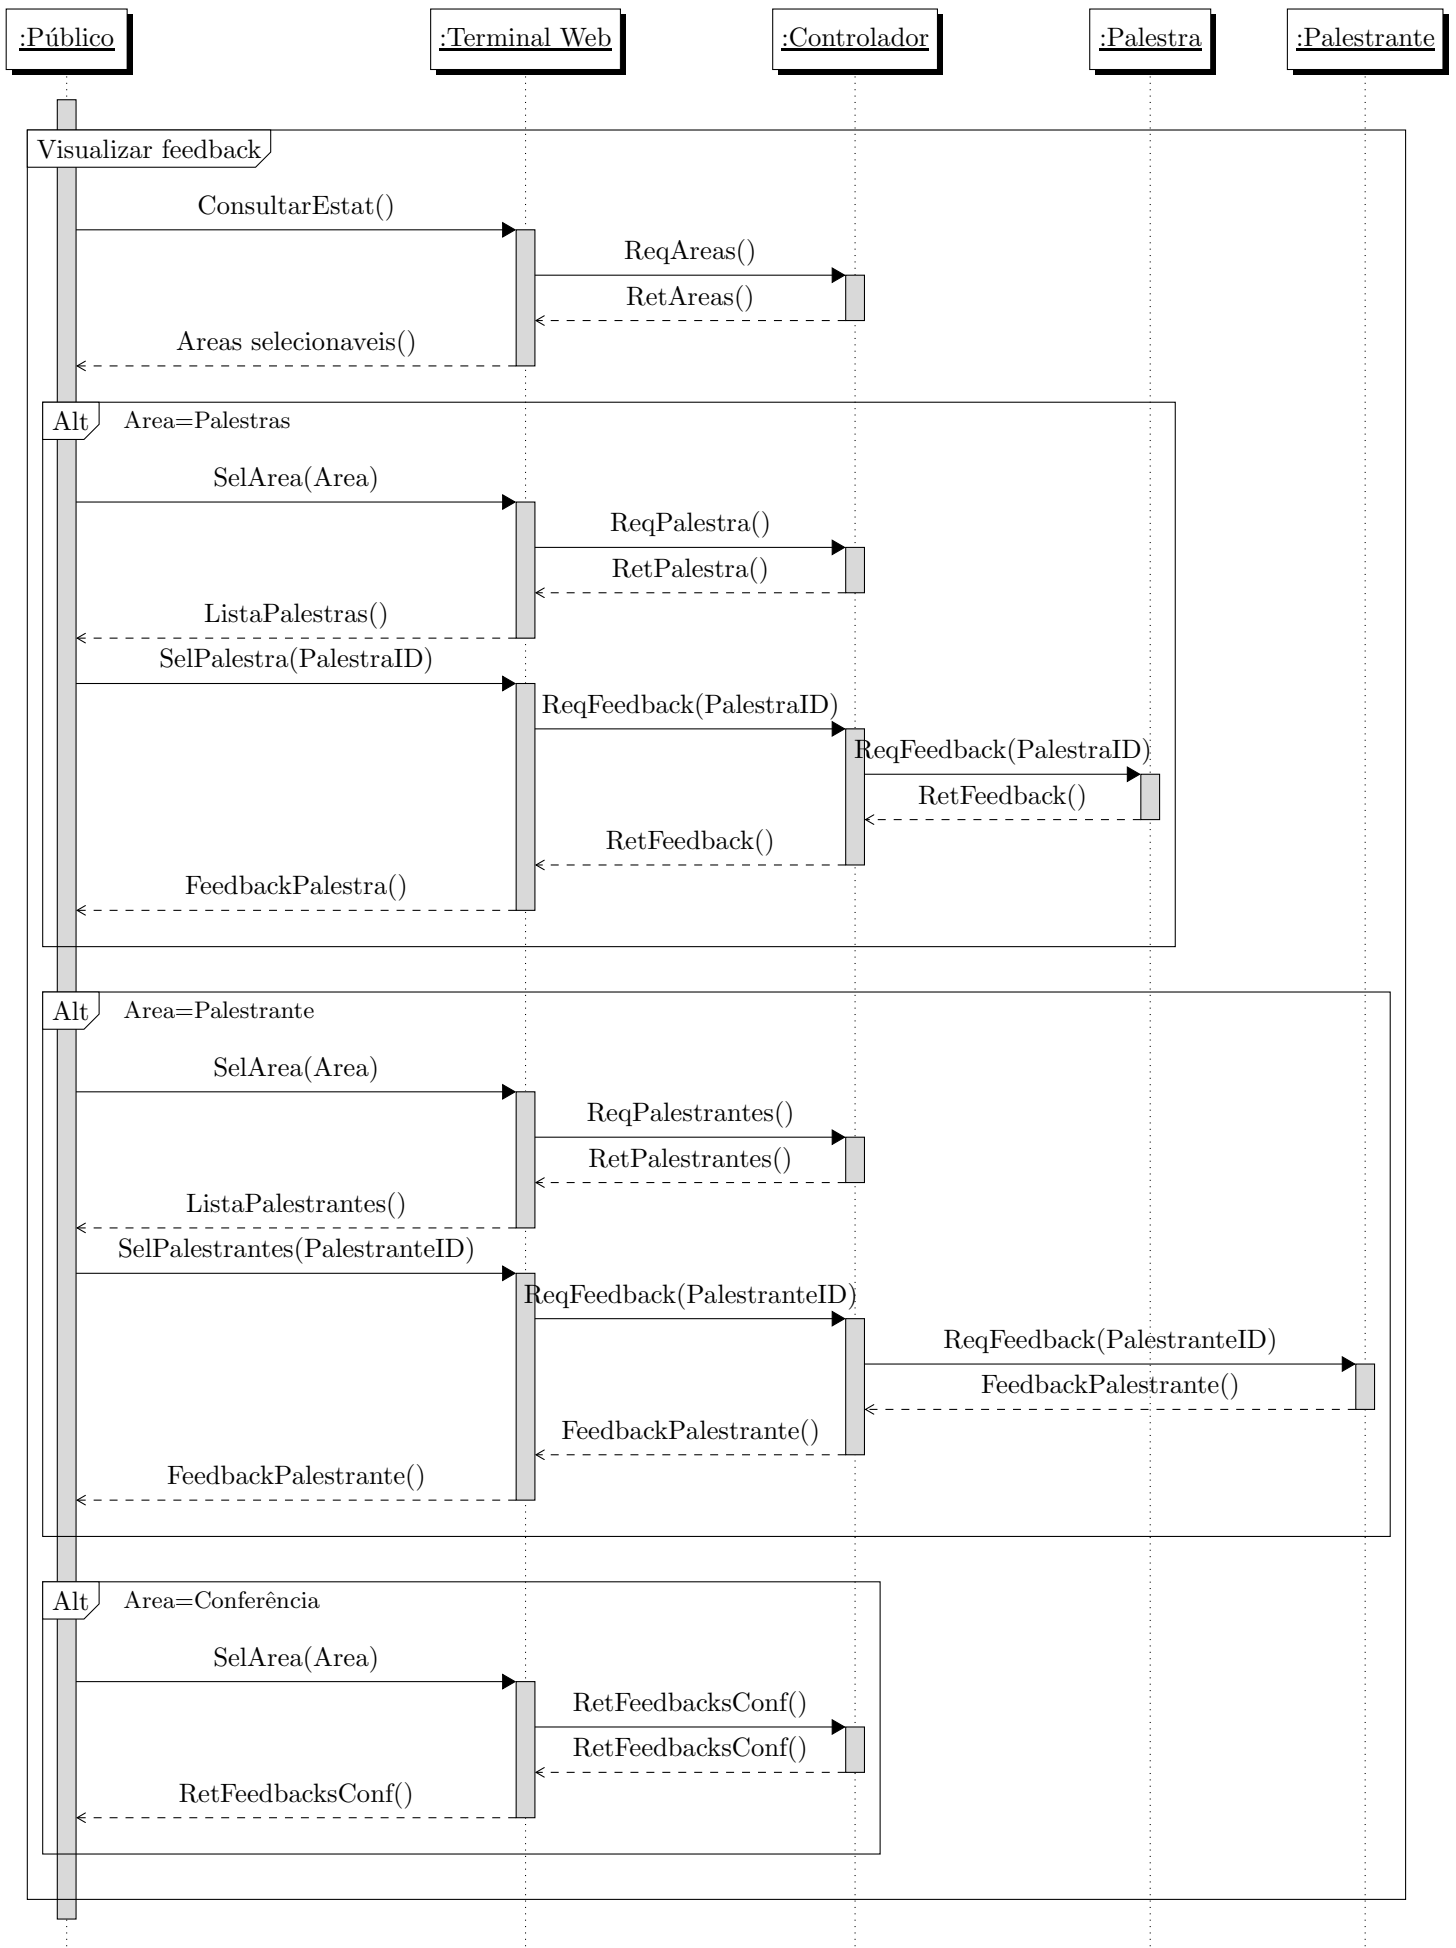 :Público
:Terminal Web
:Controlador
:Palestra
:Palestrante
Visualizar feedback
ConsultarEstat()
ReqAreas()
RetAreas()
Areas selecionaveis()
Alt
Area=Palestras
SelArea(Area)
ReqPalestra()
RetPalestra()
ListaPalestras()
SelPalestra(PalestraID)
ReqFeedback(PalestraID)
ReqFeedback(PalestraID)
RetFeedback()
RetFeedback()
FeedbackPalestra()
Alt
Area=Palestrante
SelArea(Area)
ReqPalestrantes()
RetPalestrantes()
ListaPalestrantes()
SelPalestrantes(PalestranteID)
ReqFeedback(PalestranteID)
ReqFeedback(PalestranteID)
FeedbackPalestrante()
FeedbackPalestrante()
FeedbackPalestrante()
Alt
Area=Conferência
SelArea(Area)
RetFeedbacksConf()
RetFeedbacksConf()
RetFeedbacksConf()